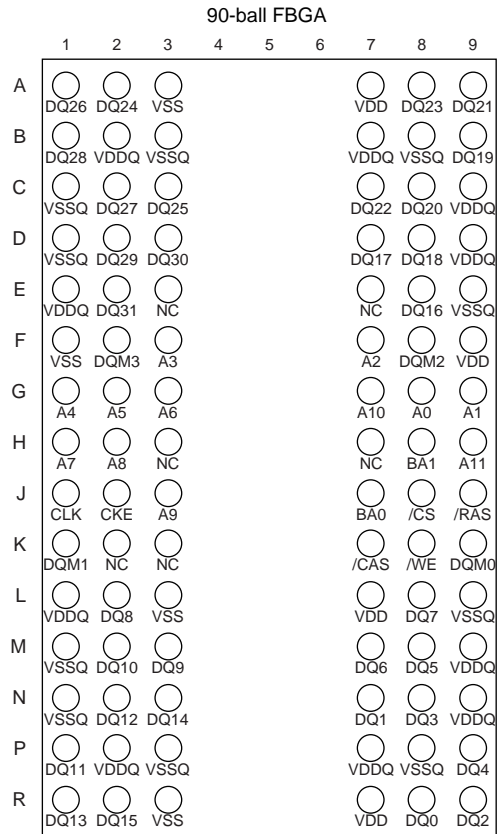 90-ball FBGA
1 2 3 4 5 6 7 8 9
A
DQ26 DQ24 VSS VDD DQ23 DQ21
B
DQ28 VDDQ VSSQ VDDQ VSSQ DQ19
C
VSSQ DQ27 DQ25 DQ22 DQ20 VDDQ
D
VSSQ DQ29 DQ30 DQ17 DQ18 VDDQ
E
VDDQ DQ31 NC NC DQ16 VSSQ
F
VSS DQM3 A3 A2 DQM2 VDD
G
A4 A5 A6 A10 A0 A1
H
A7 A8 NC NC BA1 A11
J
CLK CKE A9 BA0 /CS /RAS
K
DQM1 NC NC /CAS /WE DQM0
L
VDDQ DQ8 VSS VDD DQ7 VSSQ
M
VSSQ DQ10 DQ9 DQ6 DQ5 VDDQ
N
VSSQ DQ12 DQ14 DQ1 DQ3 VDDQ
P
DQ11 VDDQ VSSQ VDDQ VSSQ DQ4
R
DQ13 DQ15 VSS VDD DQ0 DQ2